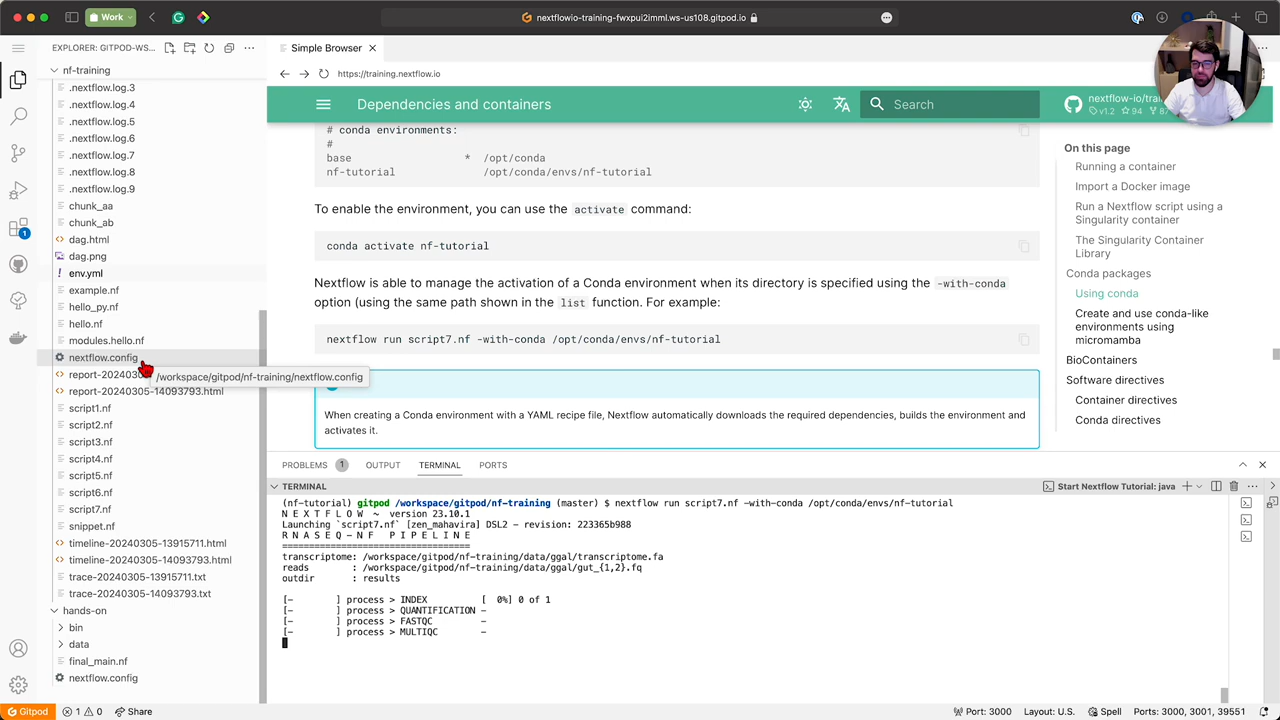 Work
nextflowio-training-fwxpui2imml.ws-us108.gitpod.io
EXPLORER: GITPOD-WS...
nf-training
.nextflow.log.3
.nextflow.log.4
.nextflow.log.5
.nextflow.log.6
.nextflow.log.7
.nextflow.log.8
.nextflow.log.9
chunk_aa
chunk_ab
dag.html
dag.png
env.yml
example.nf
hello_py.nf
hello.nf
modules.hello.nf
nextflow.config
/workspace/gitpod/nf-training/nextflow.config
report-202403
report-20240305-14093793.html
script1.nf
script2.nf
script3.nf
script4.nf
script5.nf
script6.nf
script7.nf
snippet.nf
timeline-20240305-13915711.html
timeline-20240305-14093793.html
trace-20240305-13915711.txt
trace-20240305-14093793.txt
hands-on
bin
data
final_main.nf
nextflow.config
1
Simple Browser
https://training.nextflow.io
Dependencies and containers
Search
nextflow-io/trai
v1.2 94 87
# conda environments:
#
base * /opt/conda
nf-tutorial /opt/conda/envs/nf-tutorial
To enable the environment, you can use the activate command:
conda activate nf-tutorial
Nextflow is able to manage the activation of a Conda environment when its directory is specified using the -with-conda
option (using the same path shown in the list function. For example:
nextflow run script7.nf -with-conda /opt/conda/envs/nf-tutorial
When creating a Conda environment with a YAML recipe file, Nextflow automatically downloads the required dependencies, builds the environment and
activates it.
On this page
Running a container
Import a Docker image
Run a Nextflow script using a
Singularity container
The Singularity Container
Library
Conda packages
Using conda
Create and use conda-like
environments using
micromamba
BioContainers
Software directives
Container directives
Conda directives
PROBLEMS 1 OUTPUT TERMINAL PORTS
TERMINAL
Start Nextflow Tutorial: java
(nf-tutorial) gitpod /workspace/gitpod/nf-training (master) $ nextflow run script7.nf -with-conda /opt/conda/envs/nf-tutorial
N E X T F L O W ~ version 23.10.1
Launching `script7.nf` [zen_mahavira] DSL2 - revision: 223365b988
R N A S E Q - N F   P I P E L I N E
===================================
transcriptome: /workspace/gitpod/nf-training/data/ggal/transcriptome.fa
reads : /workspace/gitpod/nf-training/data/ggal/gut_{1,2}.fq
outdir : results
[- ] process > INDEX [ 0%] 0 of 1
[- ] process > QUANTIFICATION -
[- ] process > FASTQC -
[- ] process > MULTIQC -
Gitpod 1 0 Share
Port: 3000 Layout: U.S. Spell Ports: 3000, 3001, 39551